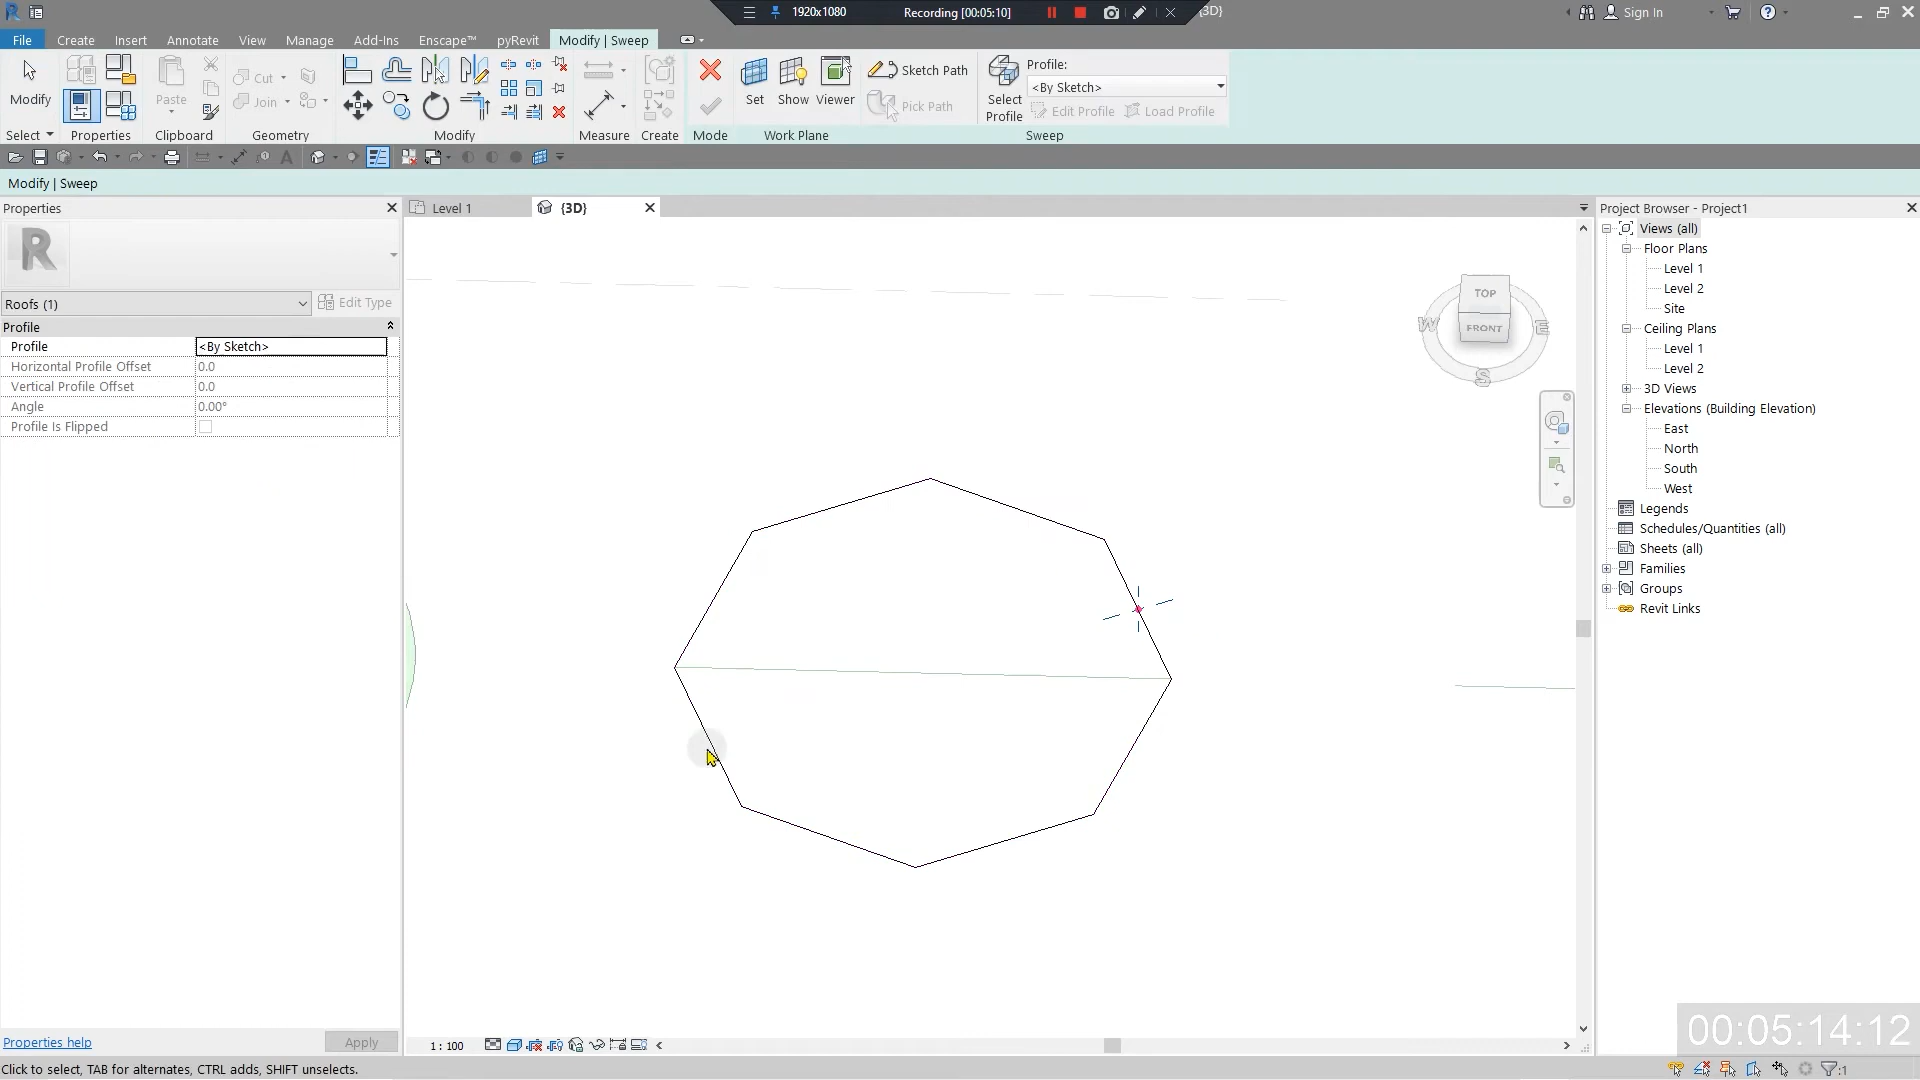 1920x1080
Recording [00:05:10]
{3D}
Sign In
File
Create
Insert
Annotate
View
Manage
Add-Ins
Enscape™
pyRevit
Modify | Sweep
Modify
Paste
Cut
Join
Set
Show
Viewer
Sketch Path
Pick Path
Select
Profile
Profile:
<By Sketch>
Edit Profile
Load Profile
Select
Properties
Clipboard
Geometry
Modify
Measure
Create
Mode
Work Plane
Sweep
Modify | Sweep
Properties
Level 1
{3D}
Project Browser - Project1
Roofs (1)
Edit Type
Profile
Profile <By Sketch>
Horizontal Profile Offset 0.0
Vertical Profile Offset 0.0
Angle 0.00°
Profile Is Flipped
TOP
FRONT
W
E
S
Views (all)
Floor Plans
Level 1
Level 2
Site
Ceiling Plans
Level 1
Level 2
3D Views
Elevations (Building Elevation)
East
North
South
West
Legends
Schedules/Quantities (all)
Sheets (all)
Families
Groups
Revit Links
Properties help
Apply
1 : 100
00:05:14:12
Click to select, TAB for alternates, CTRL adds, SHIFT unselects.
:1